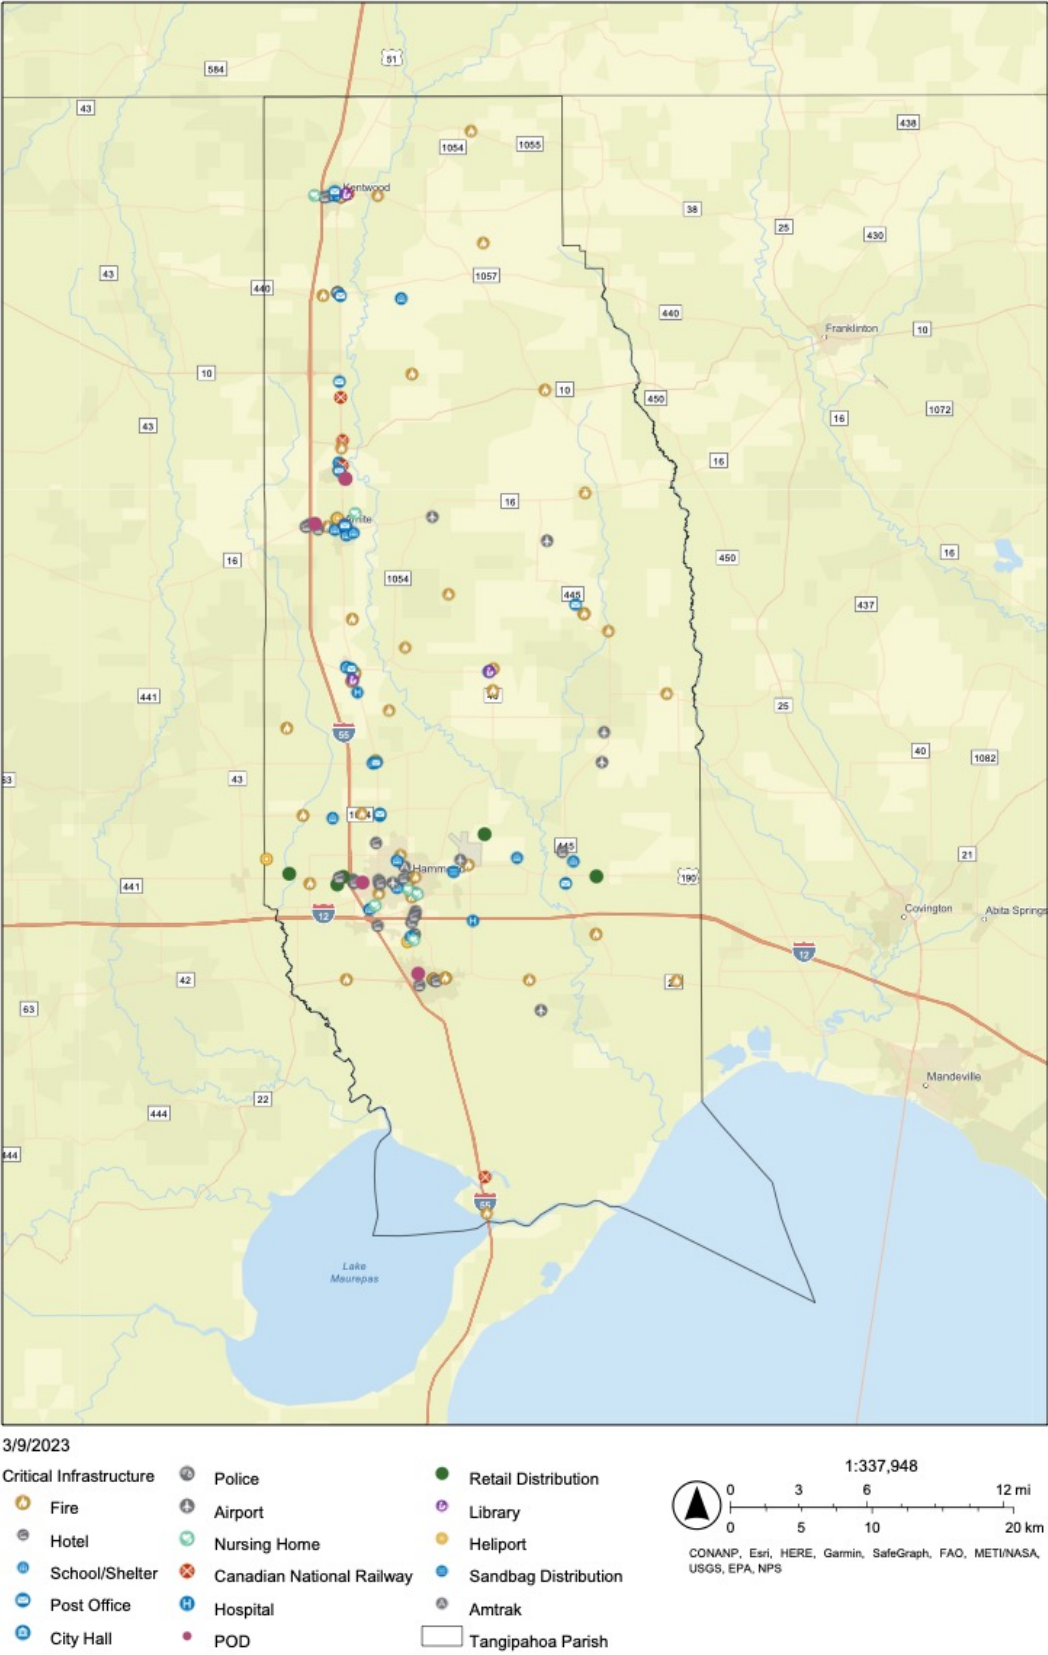 51
584
43
438
1054
1055
Kentwood
38
25
430
43
1057
440
440
Franklinton
10
10
10
450
1072
43
16
16
16
16
450
16
1054
445
437
441
25
55
40
1082
43
445
21
Hamm
441
190
12
Covington
Abita Springs
12
42
63
Mandeville
22
444
444
55
Lake
Maurepas
3/9/2023
Critical Infrastructure
Fire
Hotel
School/Shelter
Post Office
City Hall
Police
Airport
Nursing Home
Canadian National Railway
Hospital
POD
Retail Distribution
Library
Heliport
Sandbag Distribution
Amtrak
Tangipahoa Parish
1:337,948
0 3 6 12 mi
0 5 10 20 km
CONANP, Esri, HERE, Garmin, SafeGraph, FAO, METI/NASA,
USGS, EPA, NPS